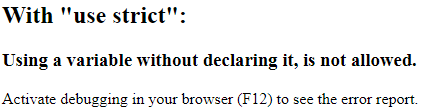 With "use strict":
Using a variable without declaring it, is not allowed.
Activate debugging in your browser (F12) to see the error report.